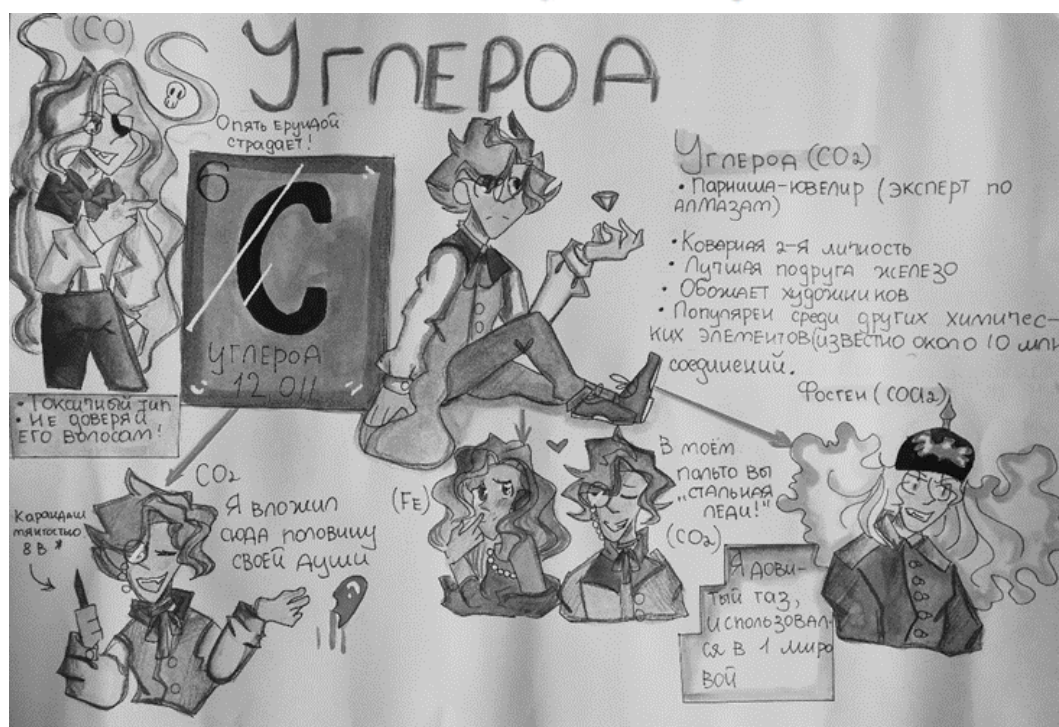 (CO)
УГЛЕРОД
Опять ерундой
страдает!
6
C
УГЛЕРОД
12,011
• Токсичный тип
• Не доверяй
его волосам!
Углерод (CO2)
• Парниша-ювелир (эксперт по
алмазам)
• Коварная 2-я личность
• Лучшая подруга железо
• Обожает художников
• Популярен среди других химичес-
ких элементов (известно около 10 млн
соединений.
CO2
Я вложил
сюда половину
своей души
Карандаш
мягкостью
8B *
(Fe)
В моём
пальто вы
"стальная
леди!"
(CO2)
Фосген (COCl2)
Ядови-
тый газ,
использовал-
ся в 1 миро
вой